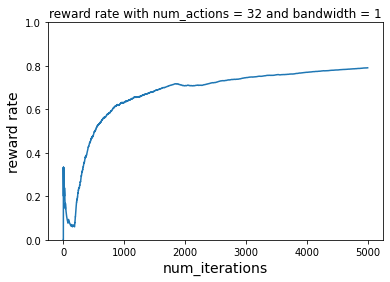 reward rate with num_actions = 32 and bandwidth = 1
1.0
0.8
0.6
0.4
0.2
0.0
reward rate
0 1000 2000 3000 4000 5000
num_iterations